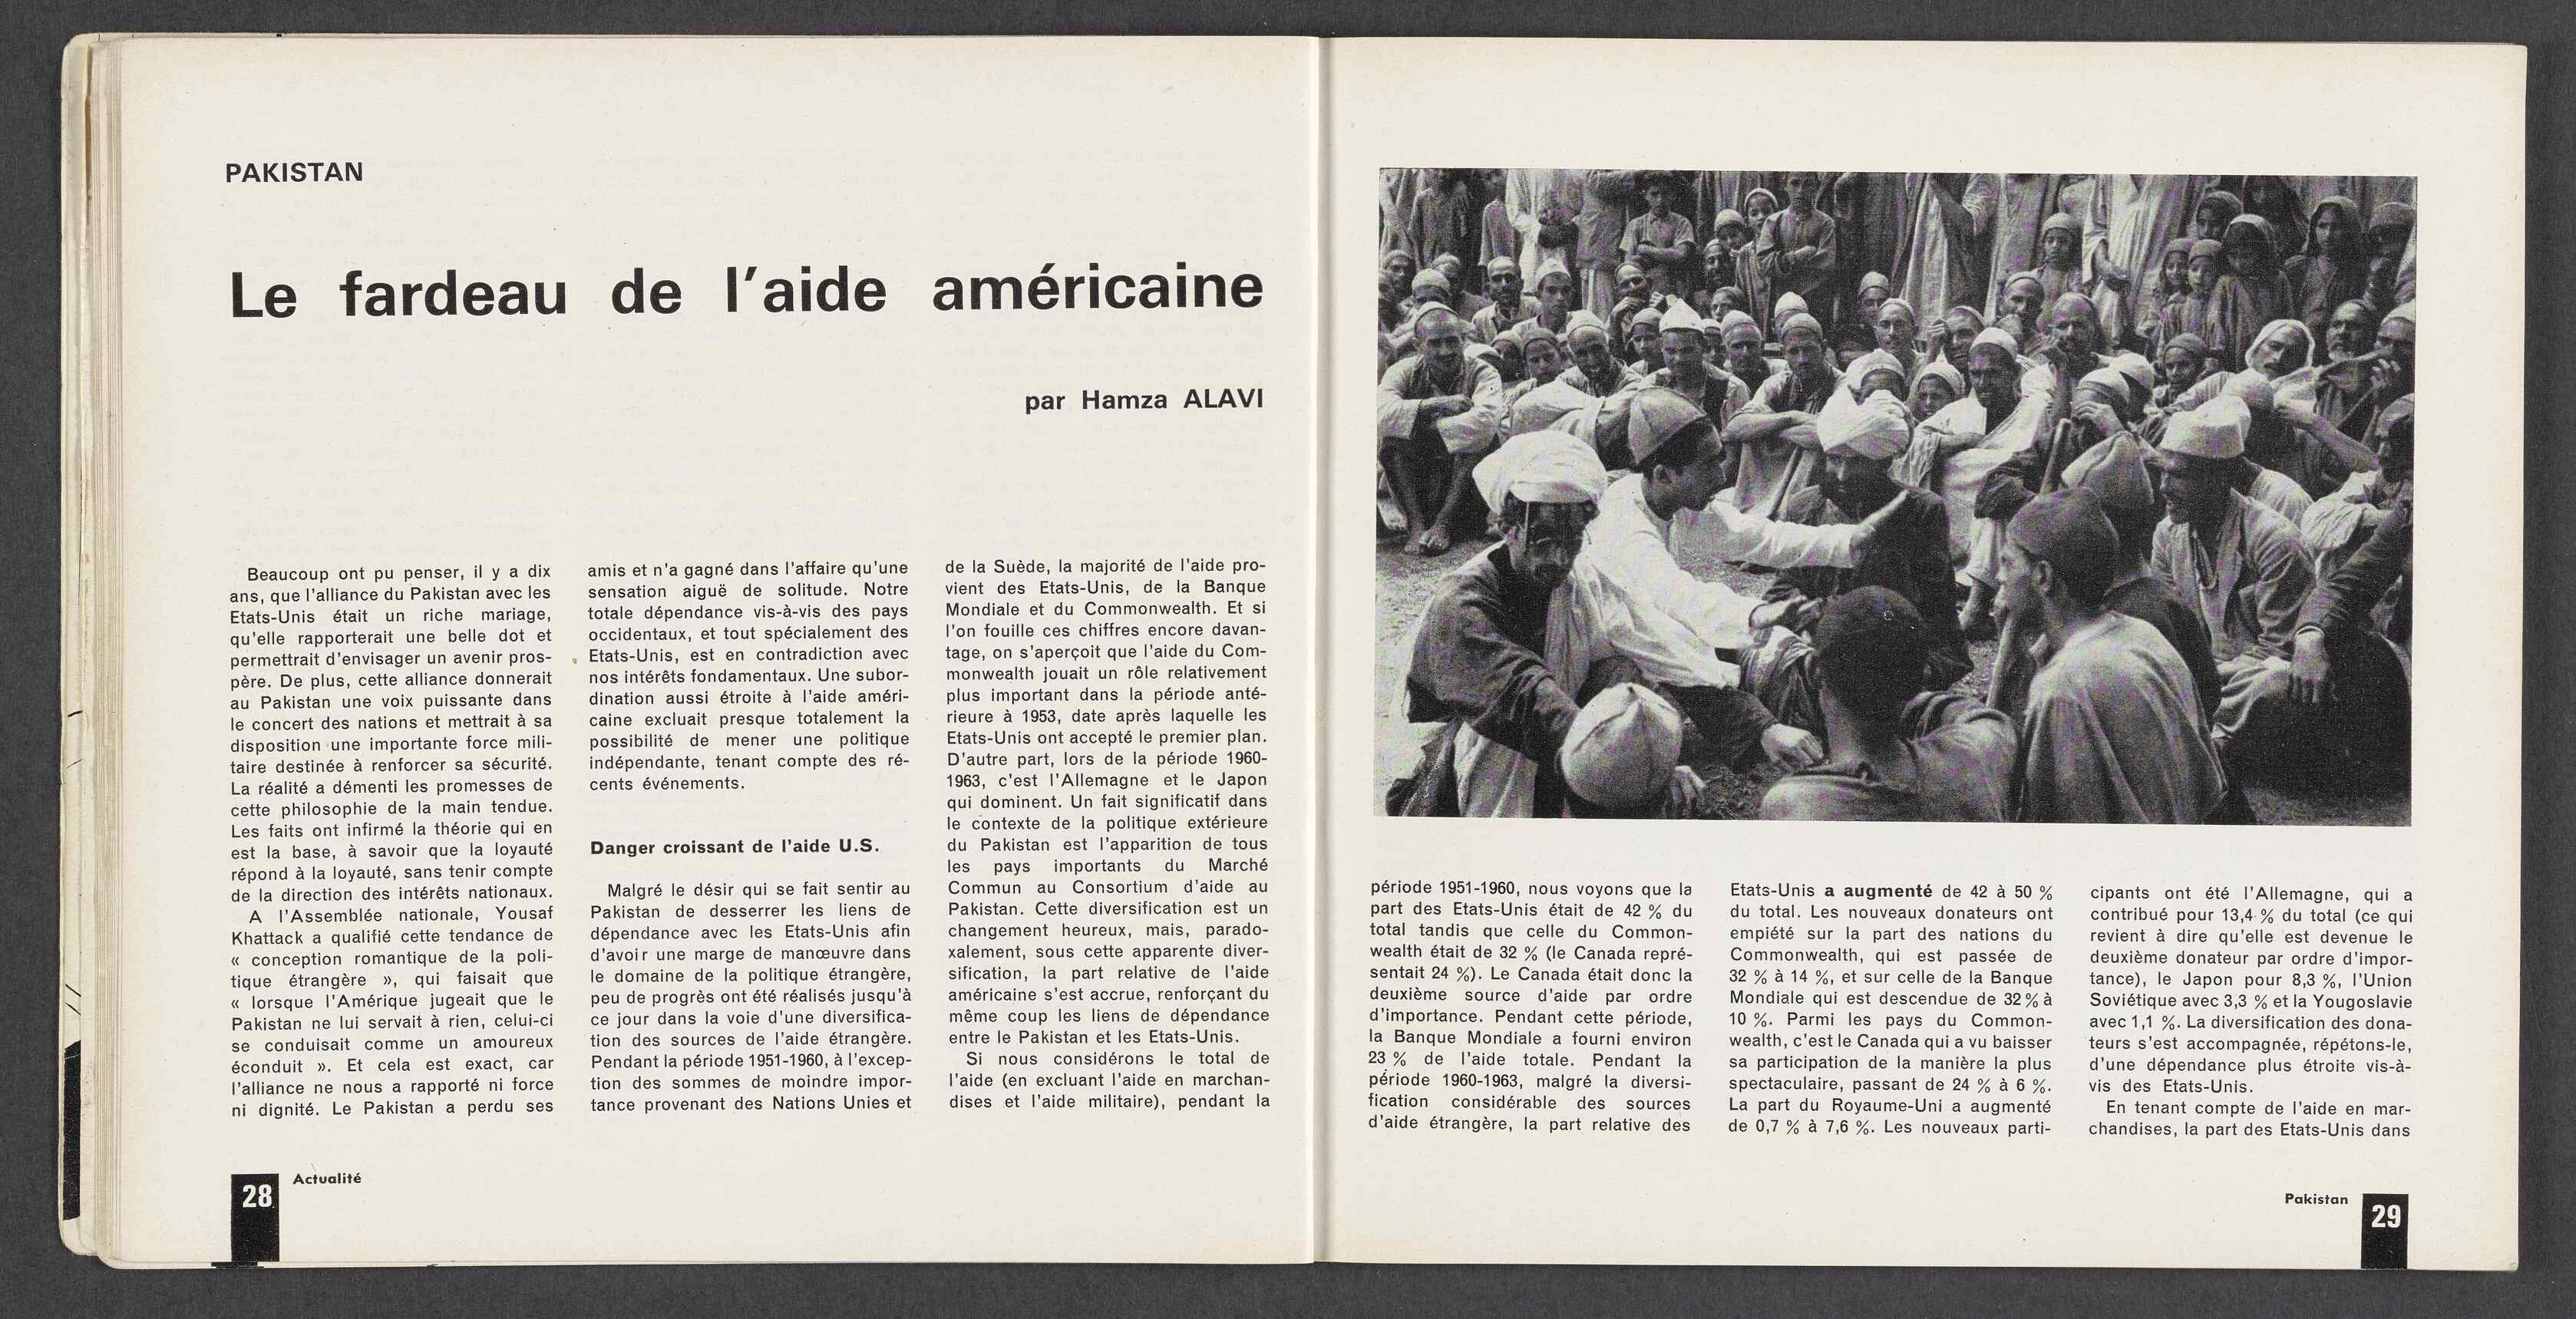 PAKISTAN
Le fardeau de l'aide américaine
par Hamza ALAVI
Beaucoup ont pu penser, il y a dix
ans, que l'alliance du Pakistan avec les
Etats-Unis était un riche mariage,
qu'elle rapporterait une belle dot et
permettrait d'envisager un avenir pros-
père. De plus, cette alliance donnerait
au Pakistan une voix puissante dans
le concert des nations et mettrait à sa
disposition une importante force mili-
taire destinée à renforcer sa sécurité.
La réalité a démenti les promesses de
cette philosophie de la main tendue.
Les faits ont infirmé la théorie qui en
est la base, à savoir que la loyauté
répond à la loyauté, sans tenir compte
de la direction des intérêts nationaux.
A l'Assemblée nationale, Yousaf
Khattack a qualifié cette tendance de
« conception romantique de la poli-
tique étrangère », qui faisait que
« lorsque l'Amérique jugeait que le
Pakistan ne lui servait à rien, celui-ci
se conduisait comme un amoureux
éconduit ». Et cela est exact, car
l'alliance ne nous a rapporté ni force
ni dignité. Le Pakistan a perdu ses
amis et n'a gagné dans l'affaire qu'une
sensation aiguë de solitude. Notre
totale dépendance vis-à-vis des pays
occidentaux, et tout spécialement des
Etats-Unis, est en contradiction avec
nos intérêts fondamentaux. Une subor-
dination aussi étroite à l'aide améri-
caine excluait presque totalement la
possibilité de mener une politique
indépendante, tenant compte des ré-
cents événements.
Danger croissant de l'aide U.S.
Malgré le désir qui se fait sentir au
Pakistan de desserrer les liens de
dépendance avec les Etats-Unis afin
d'avoir une marge de manœuvre dans
le domaine de la politique étrangère,
peu de progrès ont été réalisés jusqu'à
ce jour dans la voie d'une diversifica-
tion des sources de l'aide étrangère.
Pendant la période 1951-1960, à l'excep-
tion des sommes de moindre impor-
tance provenant des Nations Unies et
de la Suède, la majorité de l'aide pro-
vient des Etats-Unis, de la Banque
Mondiale et du Commonwealth. Et si
l'on fouille ces chiffres encore davan-
tage, on s'aperçoit que l'aide du Com-
monwealth jouait un rôle relativement
plus important dans la période anté-
rieure à 1953, date après laquelle les
Etats-Unis ont accepté le premier plan.
D'autre part, lors de la période 1960-
1963, c'est l'Allemagne et le Japon
qui dominent. Un fait significatif dans
le contexte de la politique extérieure
du Pakistan est l'apparition de tous
les pays importants du Marché
Commun au Consortium d'aide au
Pakistan. Cette diversification est un
changement heureux, mais, parado-
xalement, sous cette apparente diver-
sification, la part relative de l'aide
américaine s'est accrue, renforçant du
même coup les liens de dépendance
entre le Pakistan et les Etats-Unis.
Si nous considérons le total de
l'aide (en excluant l'aide en marchan-
dises et l'aide militaire), pendant la
28
Actualité
période 1951-1960, nous voyons que la
part des Etats-Unis était de 42 % du
total tandis que celle du Common-
wealth était de 32 % (le Canada repré-
sentait 24 %). Le Canada était donc la
deuxième source d'aide par ordre
d'importance. Pendant cette période,
la Banque Mondiale a fourni environ
23 % de l'aide totale. Pendant la
période 1960-1963, malgré la diversi-
fication considérable des sources
d'aide étrangère, la part relative des
Etats-Unis a augmenté de 42 à 50 %
du total. Les nouveaux donateurs ont
empiété sur la part des nations du
Commonwealth, qui est passée de
32 % à 14 %, et sur celle de la Banque
Mondiale qui est descendue de 32 % à
10 %. Parmi les pays du Common-
wealth, c'est le Canada qui a vu baisser
sa participation de la manière la plus
spectaculaire, passant de 24 % à 6 %.
La part du Royaume-Uni a augmenté
de 0,7 % à 7,6 %. Les nouveaux parti-
cipants ont été l'Allemagne, qui a
contribué pour 13,4 % du total (ce qui
revient à dire qu'elle est devenue le
deuxième donateur par ordre d'impor-
tance), le Japon pour 8,3 %, l'Union
Soviétique avec 3,3 % et la Yougoslavie
avec 1,1 %. La diversification des dona-
teurs s'est accompagnée, répétons-le,
d'une dépendance plus étroite vis-à-
vis des Etats-Unis.
En tenant compte de l'aide en mar-
chandises, la part des Etats-Unis dans
Pakistan
29